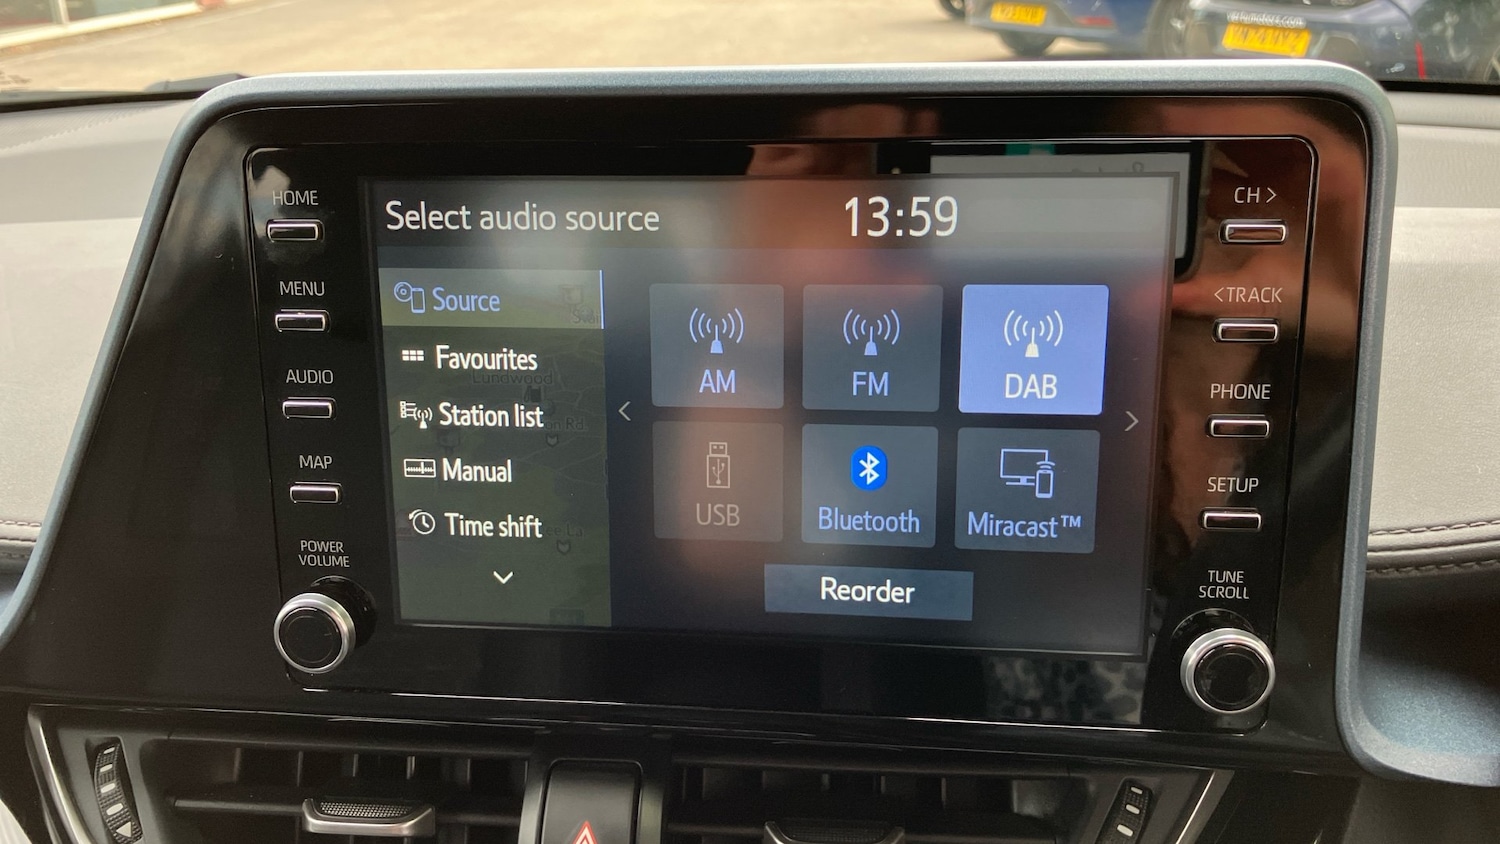 HOME
MENU
AUDIO
MAP
POWER
VOLUME
Select audio source
13:59
Source
Favourites
Lundwood
Station list
Manual
Time shift
AM
FM
DAB
USB
Bluetooth
Miracast™
Reorder
CH >
< TRACK
PHONE
SETUP
TUNE
SCROLL